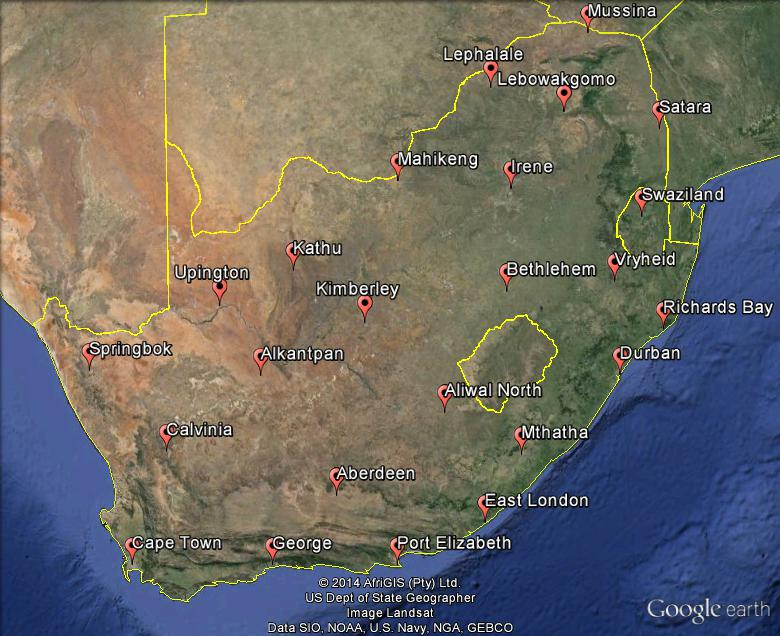 Mussina
Lephalale
Lebowakgomo
Satara
Mahikeng
Irene
Swaziland
Kathu
Vryheid
Bethlehem
Upington
Kimberley
Richards Bay
Springbok
Alkantpan
Durban
Aliwal North
Calvinia
Mthatha
Aberdeen
East London
Cape Town
George
Port Elizabeth
© 2014 AfriGIS (Pty) Ltd.
US Dept of State Geographer
Image Landsat
Data SIO, NOAA, U.S. Navy, NGA, GEBCO
Google earth